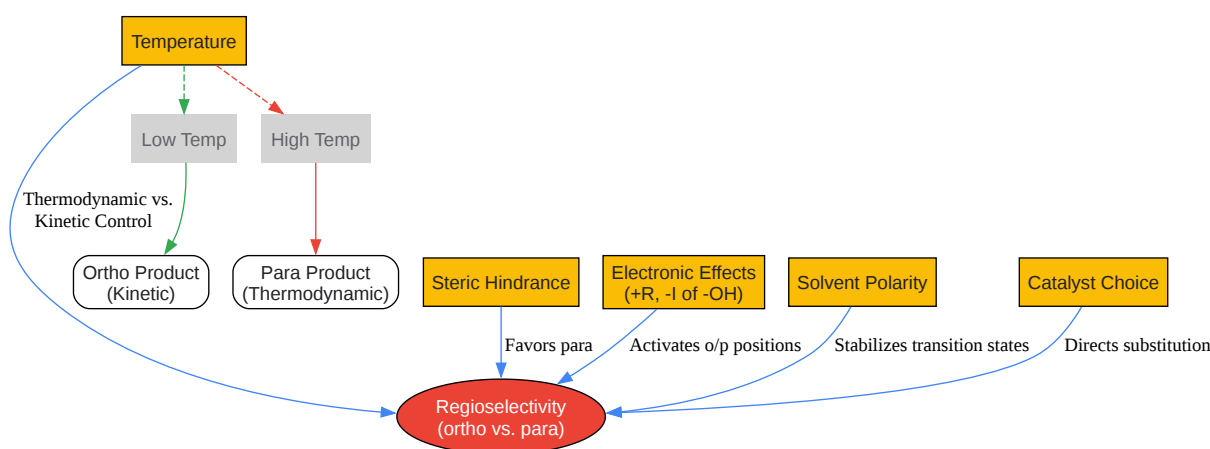 Temperature
Low Temp
High Temp
Thermodynamic vs.
Kinetic Control
Ortho Product
(Kinetic)
Para Product
(Thermodynamic)
Steric Hindrance
Electronic Effects
(+R, -I of -OH)
Solvent Polarity
Catalyst Choice
Favors para
Activates o/p positions
Stabilizes transition states
Directs substitution
Regioselectivity
(ortho vs. para)